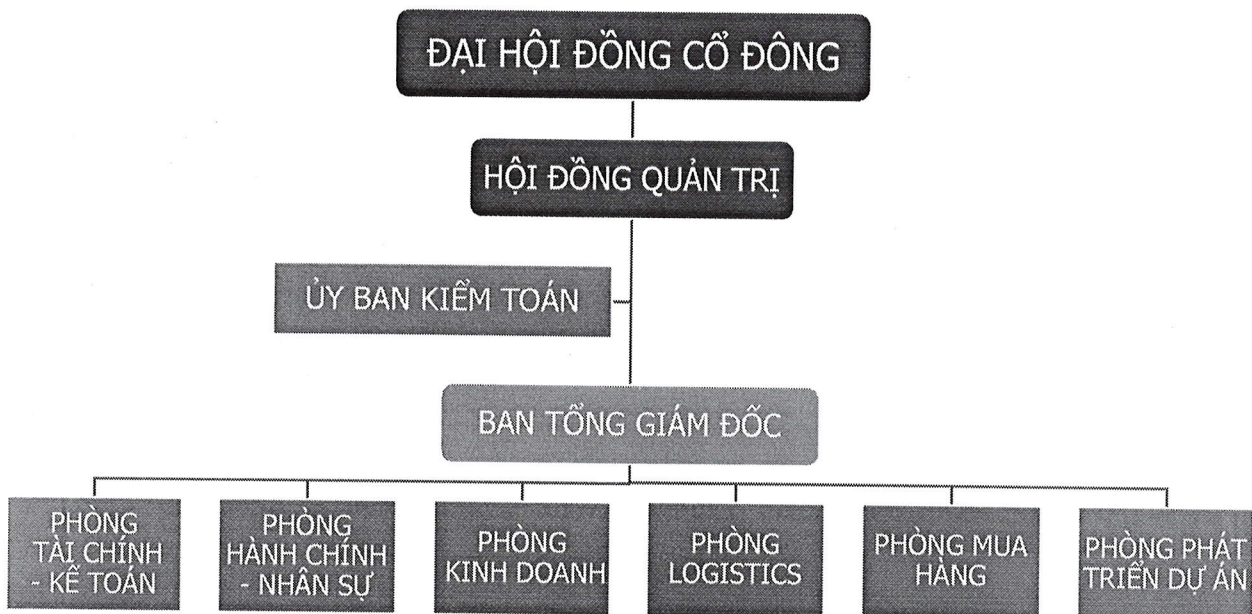 ĐẠI HỘI ĐỒNG CỔ ĐÔNG
HỘI ĐỒNG QUẢN TRỊ
ỦY BAN KIỂM TOÁN
BAN TỔNG GIÁM ĐỐC
PHÒNG
TÀI CHÍNH
- KẾ TOÁN
PHÒNG
HÀNH CHÍNH
- NHÂN SỰ
PHÒNG
KINH DOANH
PHÒNG
LOGISTICS
PHÒNG MUA
HÀNG
PHÒNG PHÁT
TRIỂN DỰ ÁN